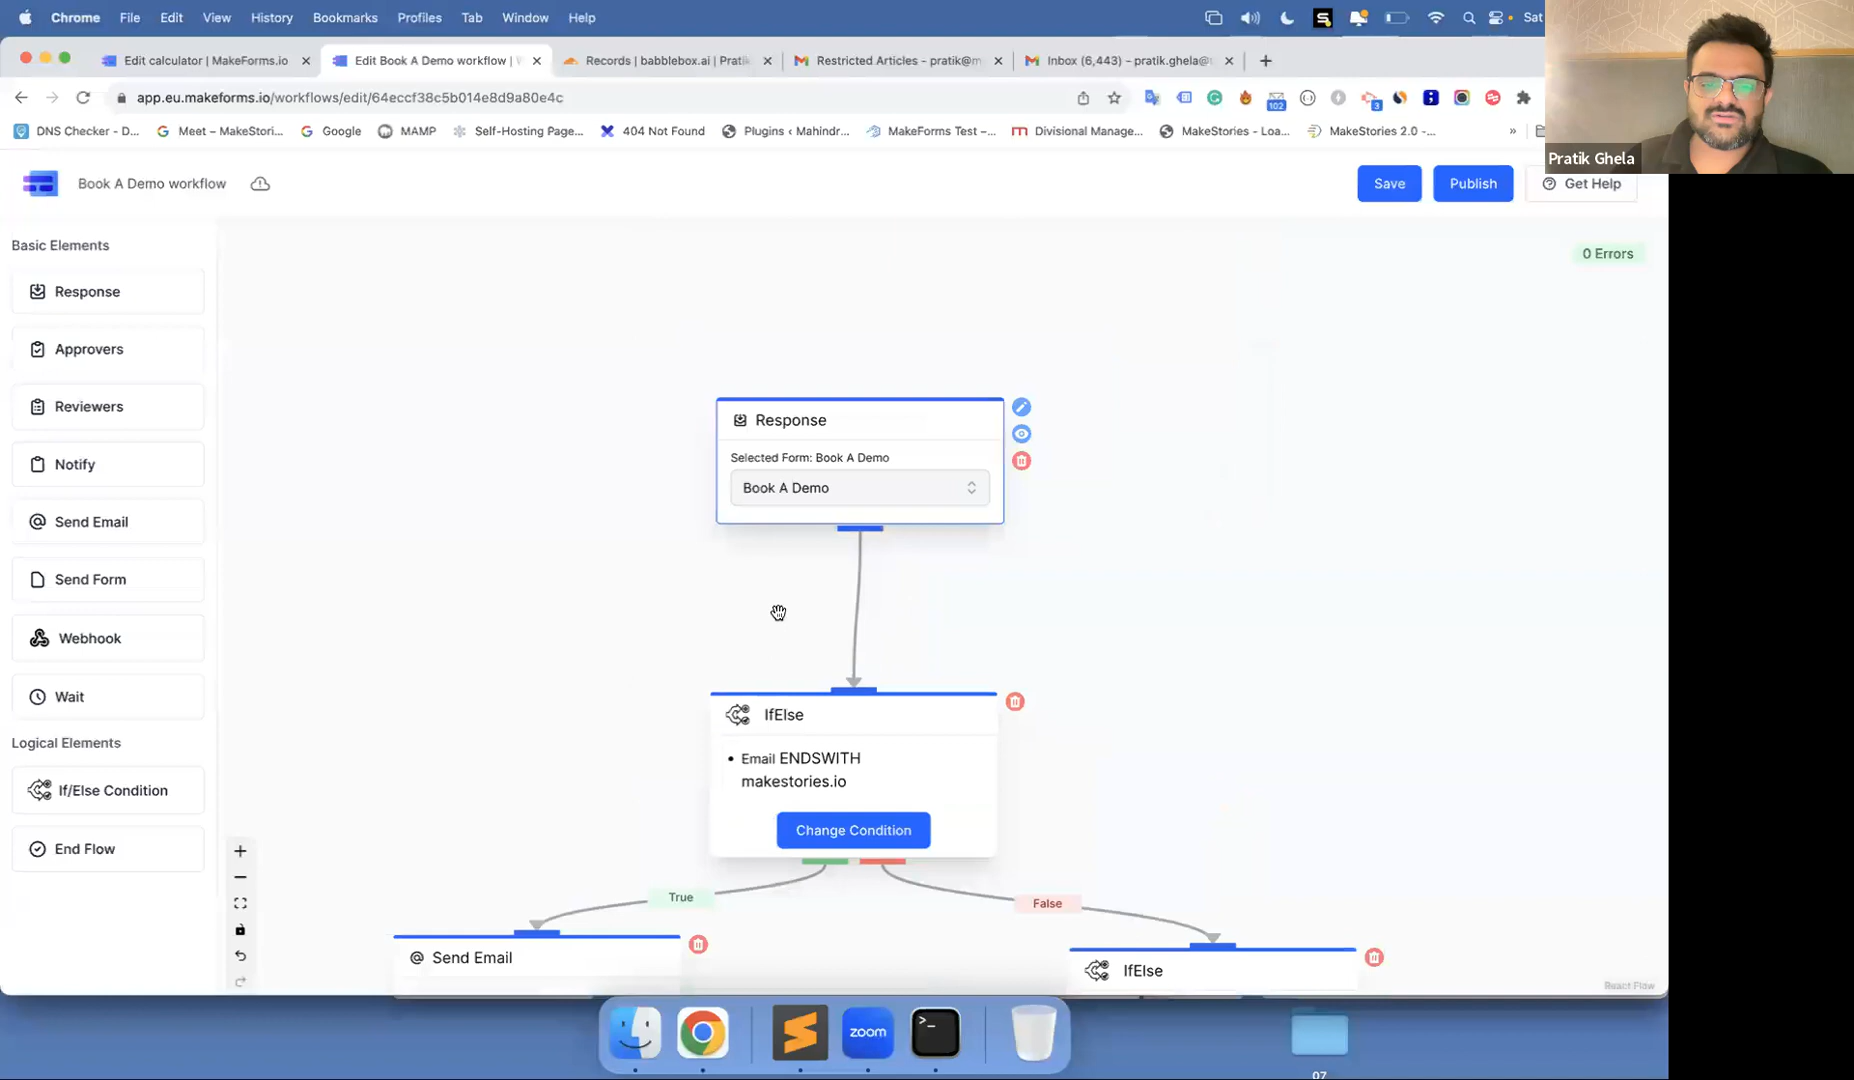 Chrome File Edit View History Bookmarks Profiles Tab Window Help
S
Sat
Edit calculator | MakeForms.io
Edit Book A Demo workflow |
Records | babblebox.ai | Prati
Restricted Articles - pratik@m
Inbox (6,443) - pratik.ghela@
app.eu.makeforms.io/workflows/edit/64eccf38c5b014e8d9a80e4c
102
3
DNS Checker - D...
Meet – MakeStori...
Google
MAMP
Self-Hosting Page...
404 Not Found
Plugins ‹ Mahindr...
MakeForms Test –...
Divisional Manage...
MakeStories - Loa...
MakeStories 2.0 -...
»
Pratik Ghela
Book A Demo workflow
Save
Publish
Get Help
Basic Elements
0 Errors
Response
Approvers
Reviewers
Notify
Send Email
Send Form
Webhook
Wait
Logical Elements
If/Else Condition
End Flow
Response
Selected Form: Book A Demo
Book A Demo
IfElse
• Email ENDSWITH
makestories.io
Change Condition
True
False
Send Email
IfElse
React Flow
zoom
07